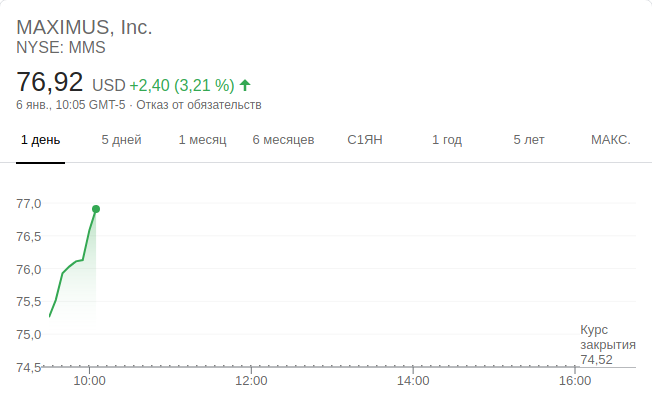 MAXIMUS, Inc.
NYSE: MMS
76,92 USD +2,40 (3,21 %)
6 янв., 10:05 GMT-5 · Отказ от обязательств
1 день 5 дней 1 месяц 6 месяцев С1ЯН 1 год 5 лет МАКС.
77,0
76,5
76,0
75,5
75,0
74,5
Курс
закрытия
74,52
10:00 12:00 14:00 16:00